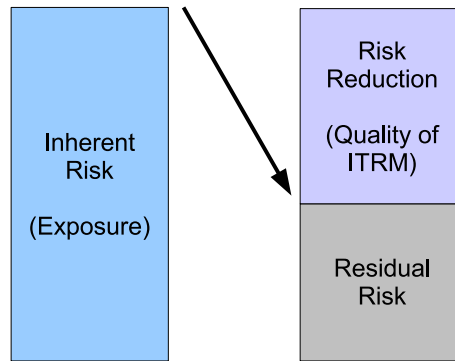 Inherent
Risk
(Exposure)
Risk
Reduction
(Quality of
ITRM)
Residual
Risk